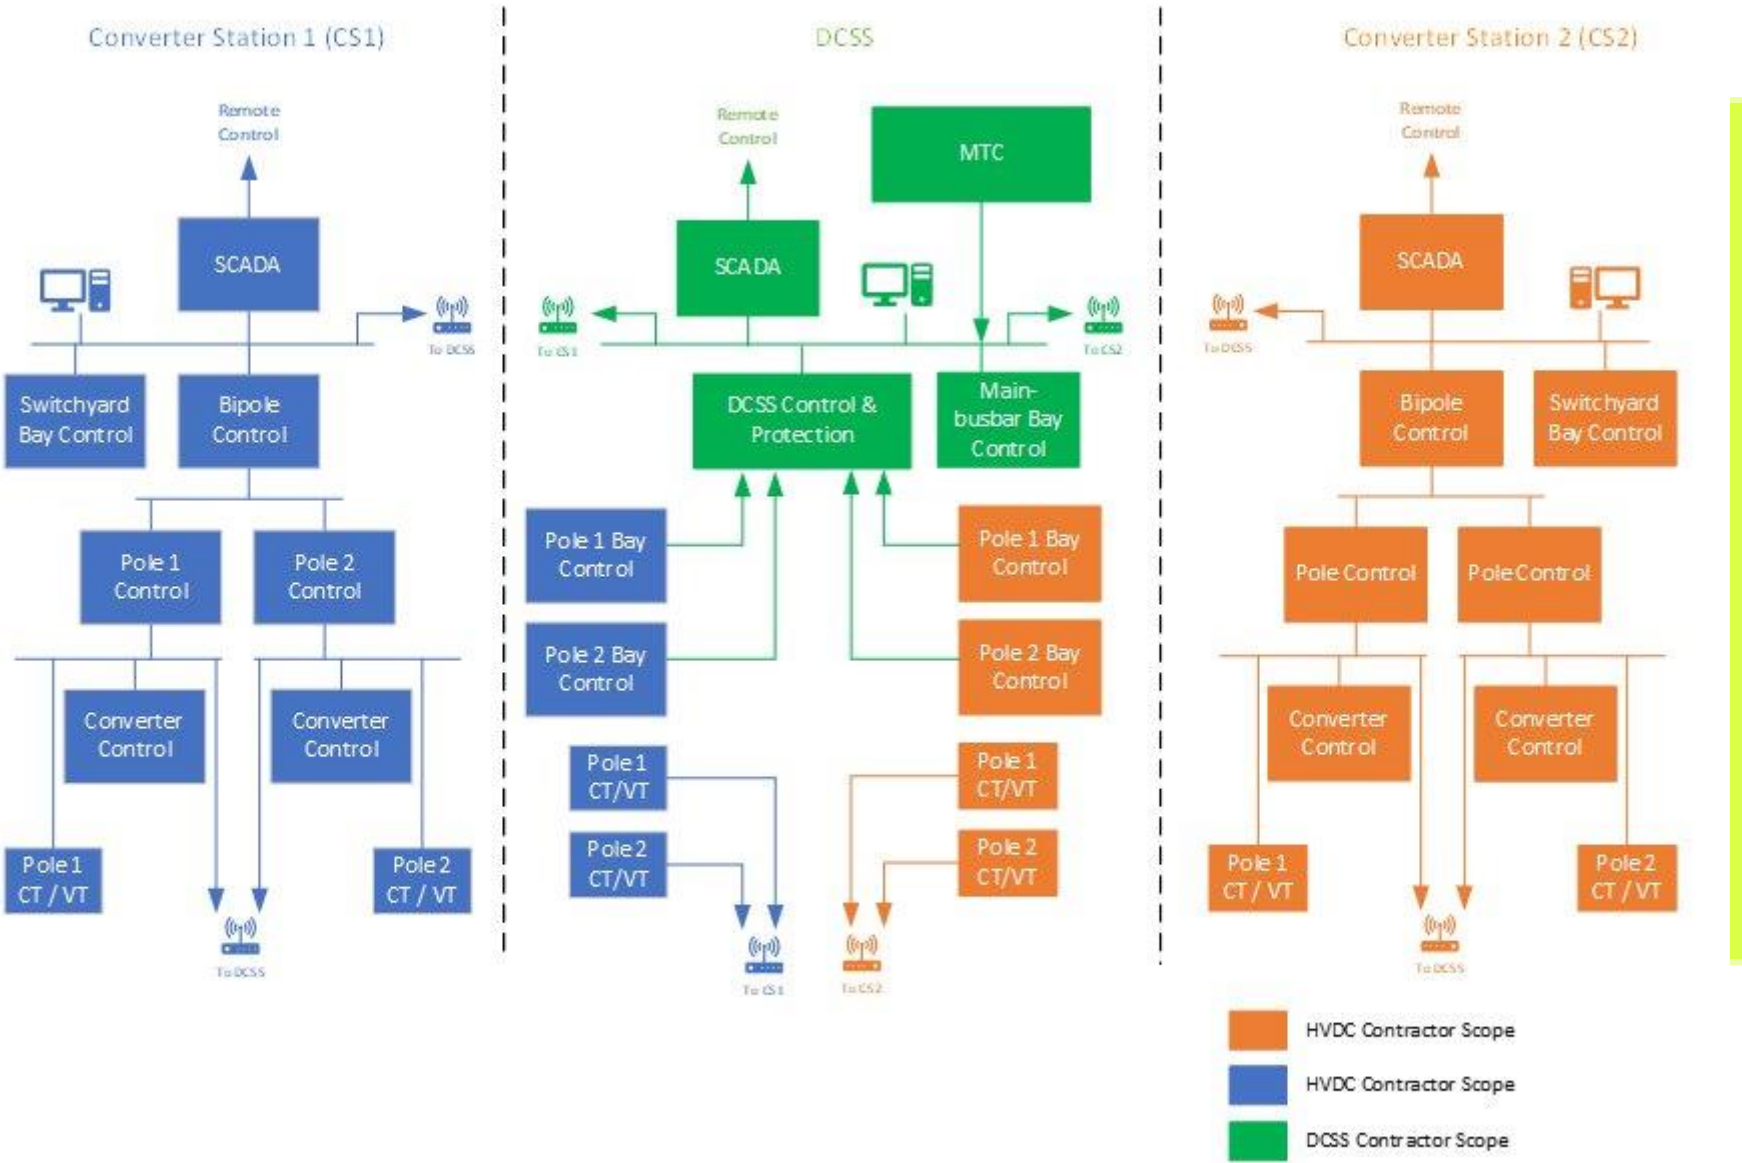 Converter Station 1 (CS1)
Remote
Control
SCADA
To DCSS
Switchyard
Bay Control
Bipole
Control
Pole 1
Control
Pole 2
Control
Converter
Control
Converter
Control
Pole 1
CT / VT
Pole 2
CT / VT
To DCSS
DCSS
Remote
Control
MTC
SCADA
To CS1
To CS2
DCSS Control &
Protection
Main-
busbar Bay
Control
Pole 1 Bay
Control
Pole 1 Bay
Control
Pole 2 Bay
Control
Pole 2 Bay
Control
Pole 1
CT/VT
Pole 1
CT/VT
Pole 2
CT/VT
Pole 2
CT/VT
To CS1
To CS2
Converter Station 2 (CS2)
Remote
Control
SCADA
To DCSS
Bipole
Control
Switchyard
Bay Control
Pole Control
Pole Control
Converter
Control
Converter
Control
Pole 1
CT / VT
Pole 2
CT / VT
To DCSS
HVDC Contractor Scope
HVDC Contractor Scope
DCSS Contractor Scope